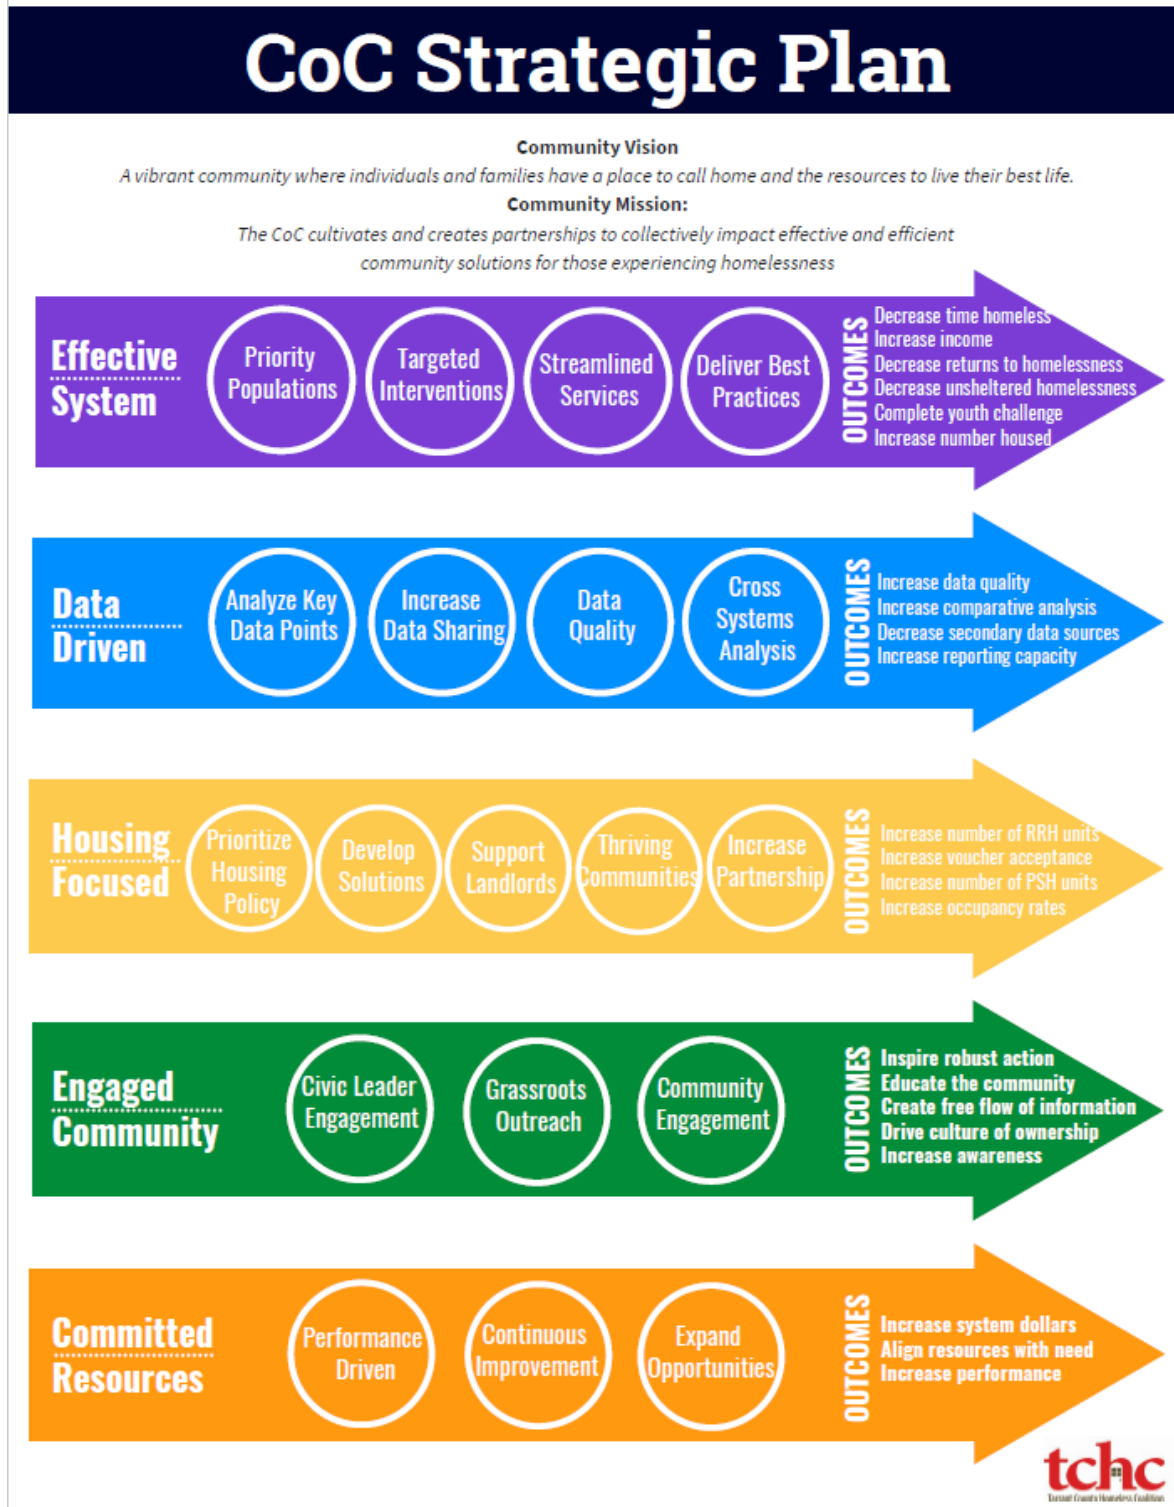 CoC Strategic Plan
Community Vision
A vibrant community where individuals and families have a place to call home and the resources to live their best life.
Community Mission:
The CoC cultivates and creates partnerships to collectively impact effective and efficient
community solutions for those experiencing homelessness
Effective
System
Priority
Populations
Targeted
Interventions
Streamlined
Services
Deliver Best
Practices
OUTCOMES
Decrease time homeless
Increase income
Decrease returns to homelessness
Decrease unsheltered homelessness
Complete youth challenge
Increase number housed
Data
Driven
Analyze Key
Data Points
Increase
Data Sharing
Data
Quality
Cross
Systems
Analysis
OUTCOMES
Increase data quality
Increase comparative analysis
Decrease secondary data sources
Increase reporting capacity
Housing
Focused
Prioritize
Housing
Policy
Develop
Solutions
Support
Landlords
Thriving
Communities
Increase
Partnership
OUTCOMES
Increase number of RRH units
Increase voucher acceptance
Increase number of PSH units
Increase occupancy rates
Engaged
Community
Civic Leader
Engagement
Grassroots
Outreach
Community
Engagement
OUTCOMES
Inspire robust action
Educate the community
Create free flow of information
Drive culture of ownership
Increase awareness
Committed
Resources
Performance
Driven
Continuous
Improvement
Expand
Opportunities
OUTCOMES
Increase system dollars
Align resources with need
Increase performance
tchc
Tarrant County Homeless Coalition